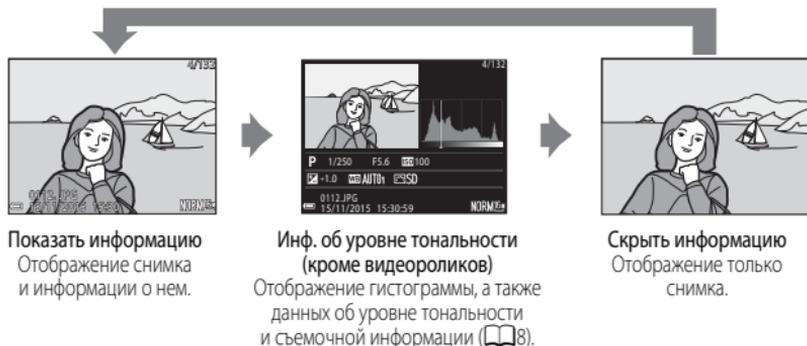 4/132
0112.JPG
15/11/2015 15:30
NORM
4/132
P 1/250 F5.6 ISO 100
+1.0 WB AUTO1 SD
0112.JPG
15/11/2015 15:30:59
NORM
Показать информацию
Отображение снимка
и информации о нем.
Инф. об уровне тональности
(кроме видеороликов)
Отображение гистограммы, а также
данных об уровне тональности
и съемочной информации (8).
Скрыть информацию
Отображение только
снимка.